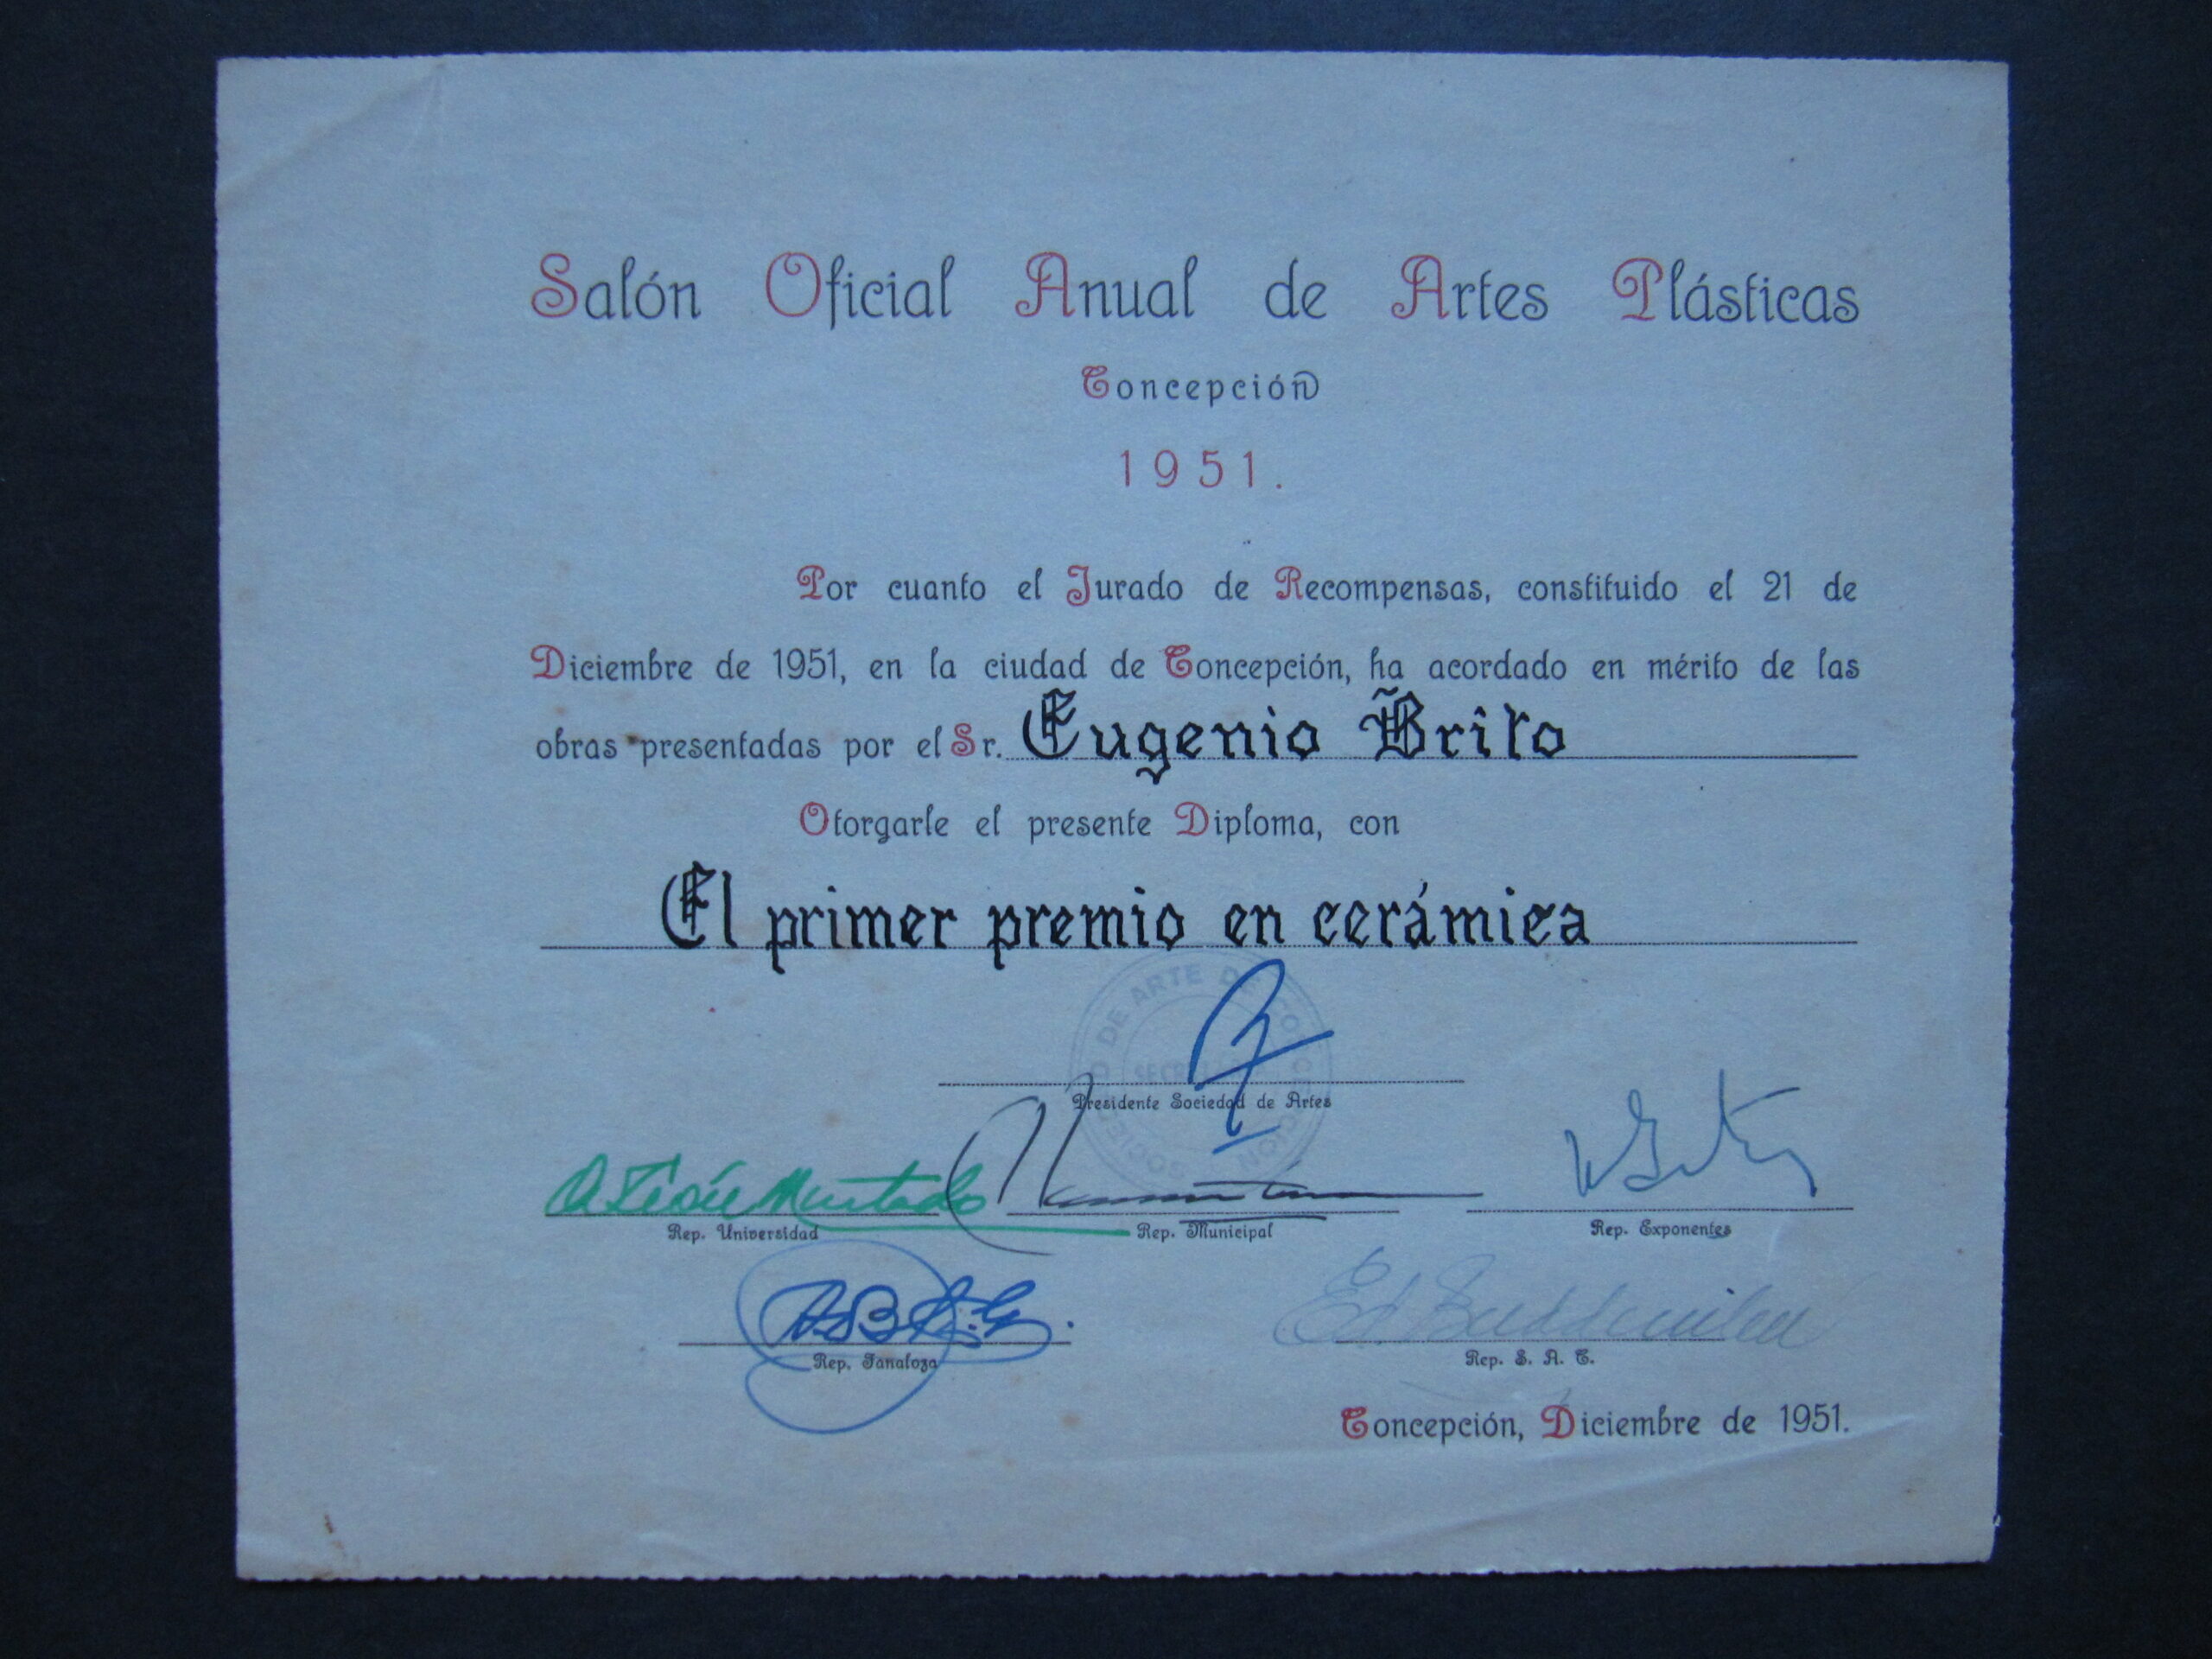 Salón Oficial Anual de Artes Plásticas
Concepción
1951.
Por cuanto el Jurado de Recompensas, constituido el 21 de
Diciembre de 1951, en la ciudad de Concepción, ha acordado en mérito de las
obras presentadas por el Sr. Eugenio Brito
Otorgarle el presente Diploma, con
El primer premio en cerámica
Presidente Sociedad de Artes
Rep. Universidad
Rep. Municipal
Rep. Exponentes
Rep. Fanaloza
Rep. S. A. C.
Concepción, Diciembre de 1951.